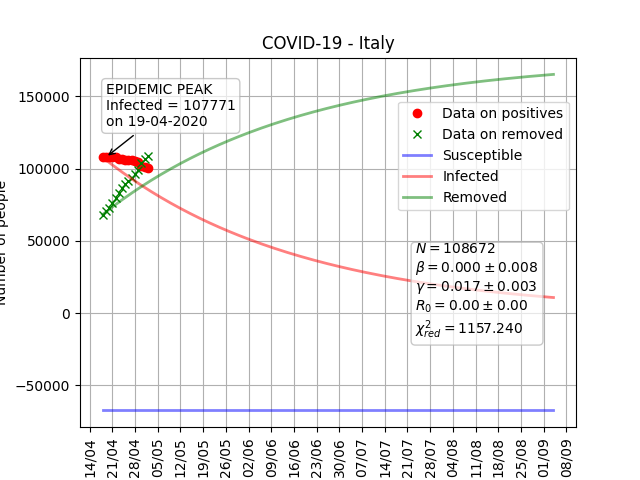 COVID-19 - Italy
EPIDEMIC PEAK
Infected = 107771
on 19-04-2020
Data on positives
Data on removed
Susceptible
Infected
Removed
N = 108672
β = 0.000 ± 0.008
γ = 0.017 ± 0.003
R₀ = 0.00 ± 0.00
χ²_red = 1157.240
Number of people
150000
100000
50000
0
−50000
14/04
21/04
28/04
05/05
12/05
19/05
26/05
02/06
09/06
16/06
23/06
30/06
07/07
14/07
21/07
28/07
04/08
11/08
18/08
25/08
01/09
08/09